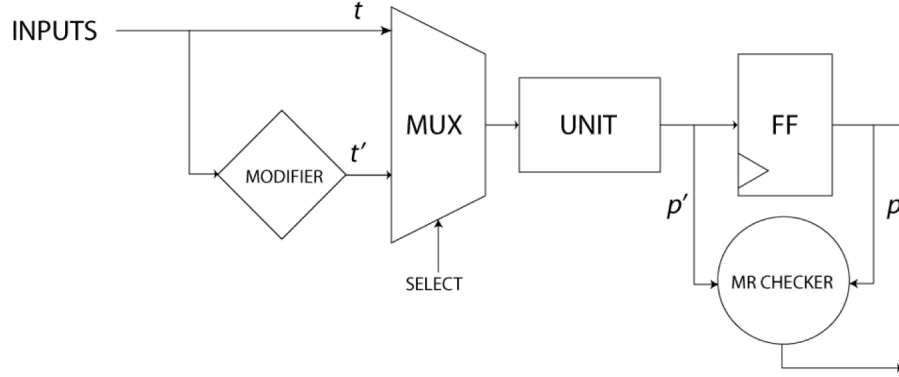 t
INPUTS
MUX
UNIT
FF
t′
MODIFIER
p′
p
SELECT
MR CHECKER